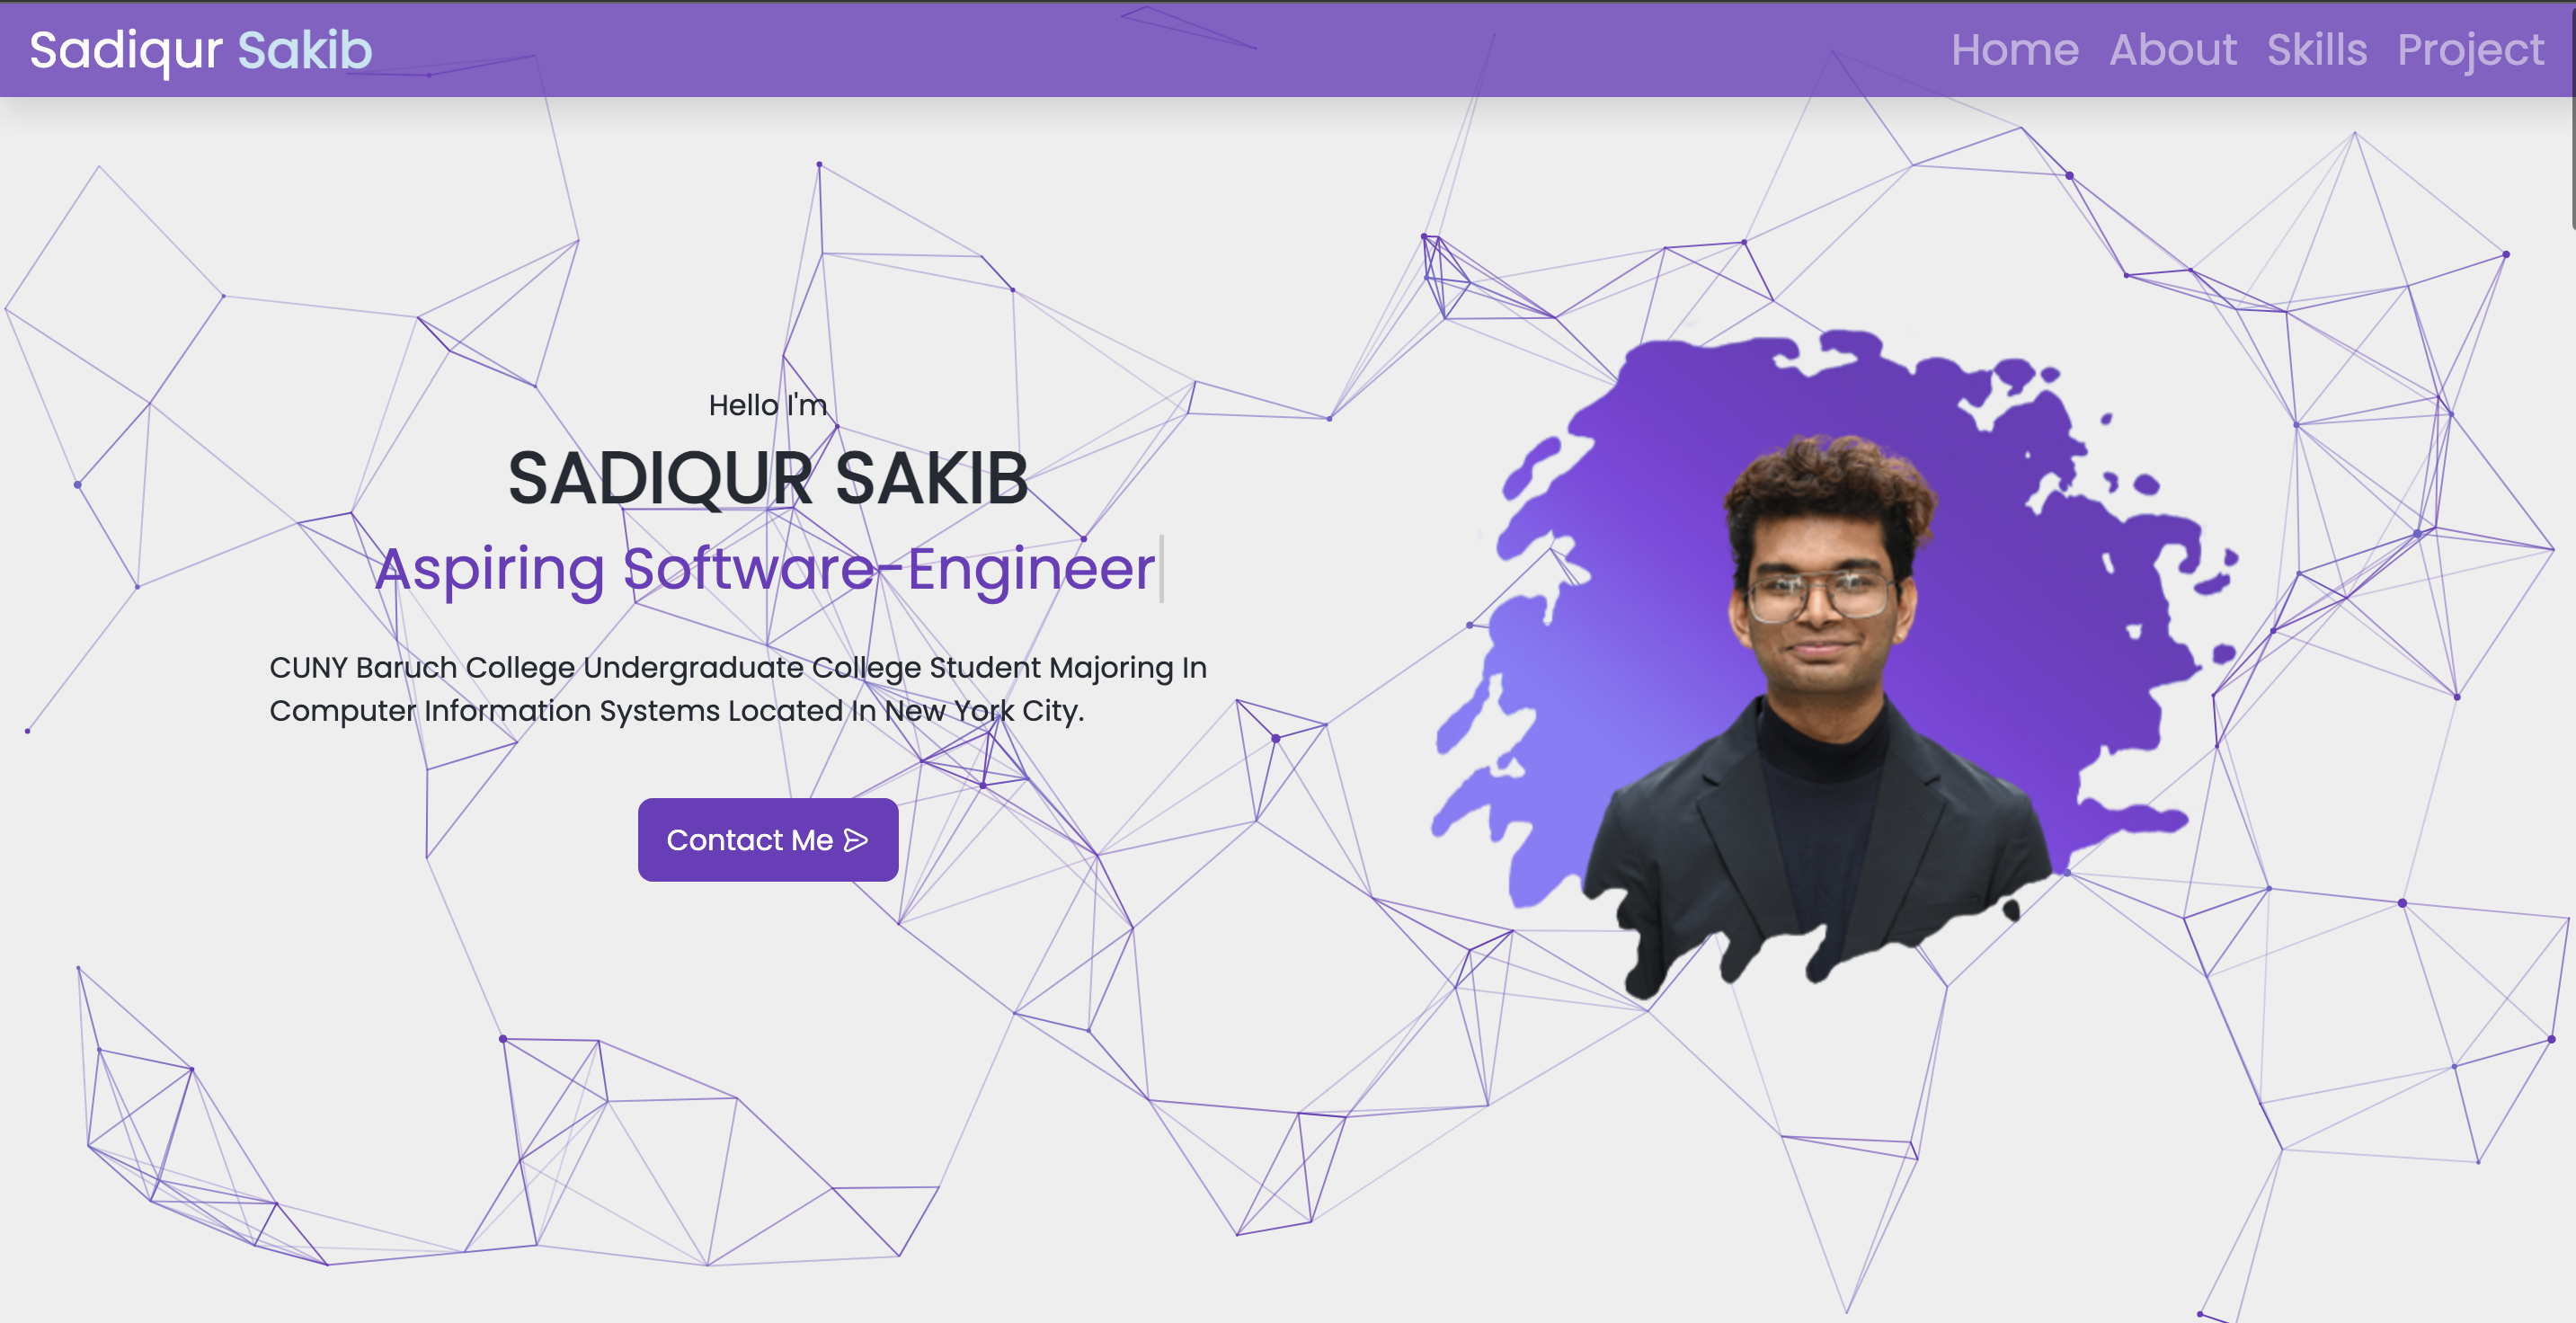 Sadiqur Sakib
Home About Skills Project
Hello I'm
SADIQUR SAKIB
Aspiring Software-Engineer
CUNY Baruch College Undergraduate College Student Majoring In
Computer Information Systems Located In New York City.
Contact Me